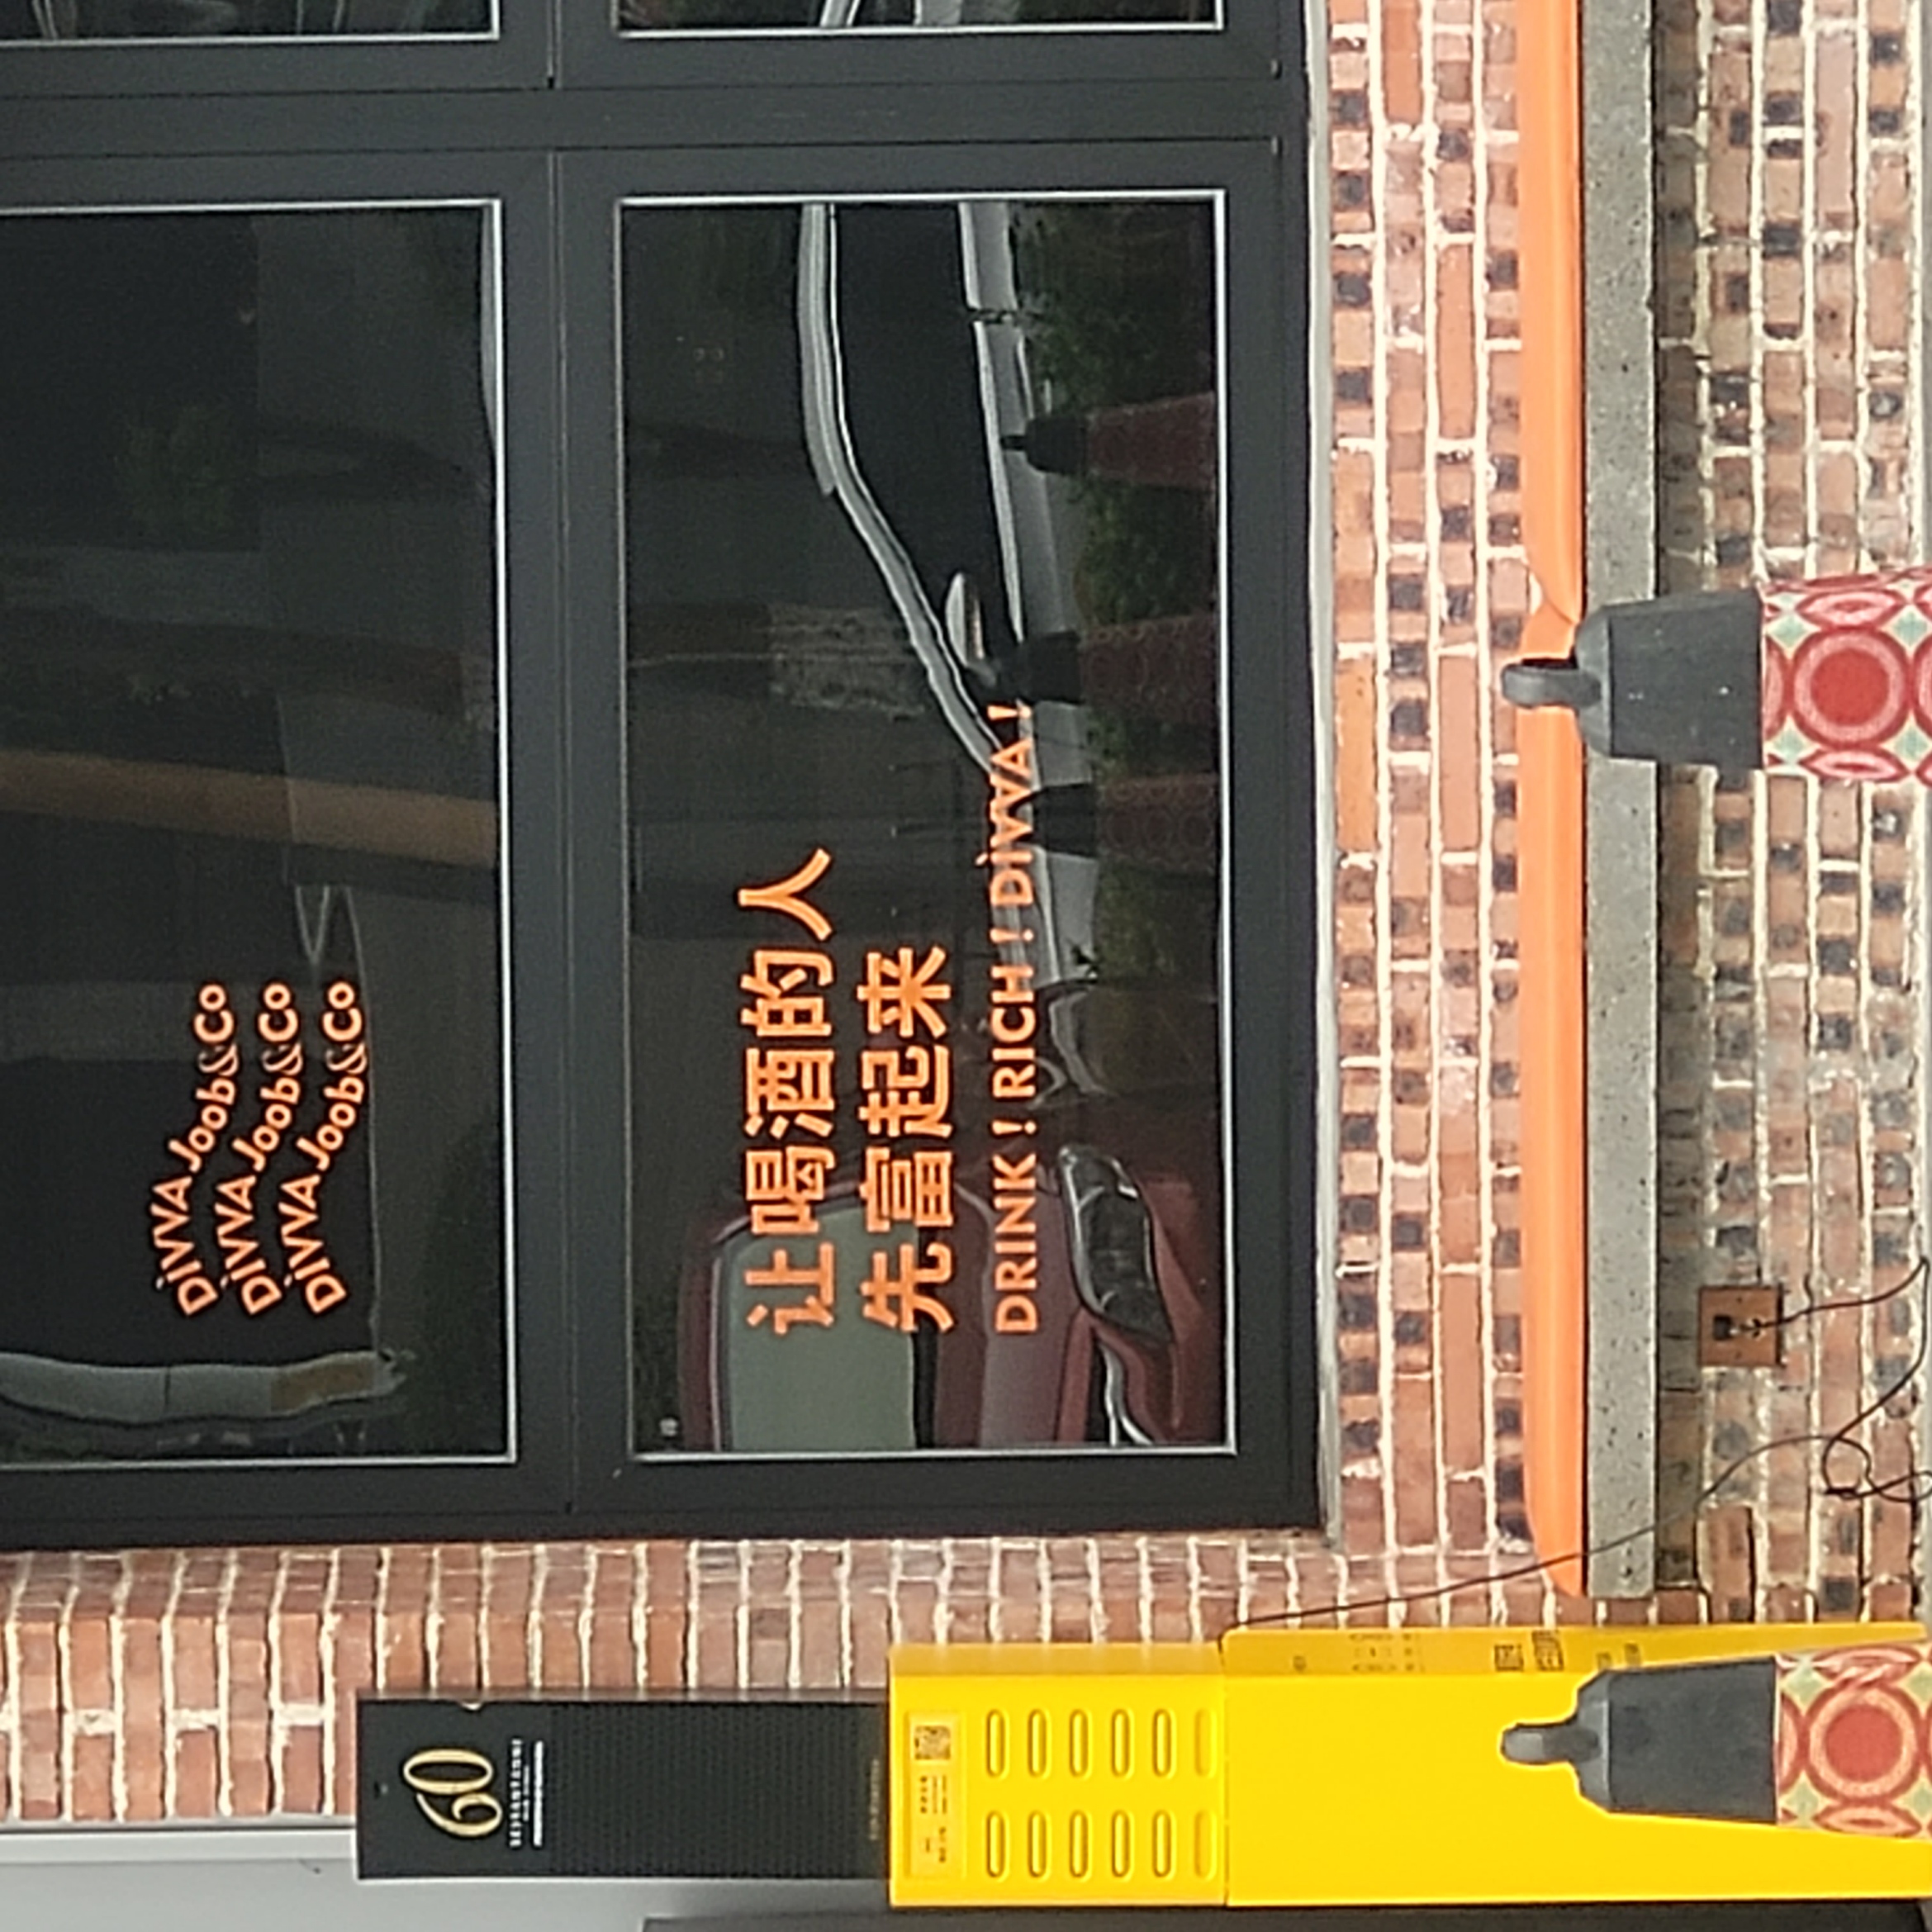 DiVVA Joob&Co
DiVVA Joob&Co
DiVVA Joob&Co
让喝酒的人
先富起来
DRINK ! RICH ! DiVVA !
60